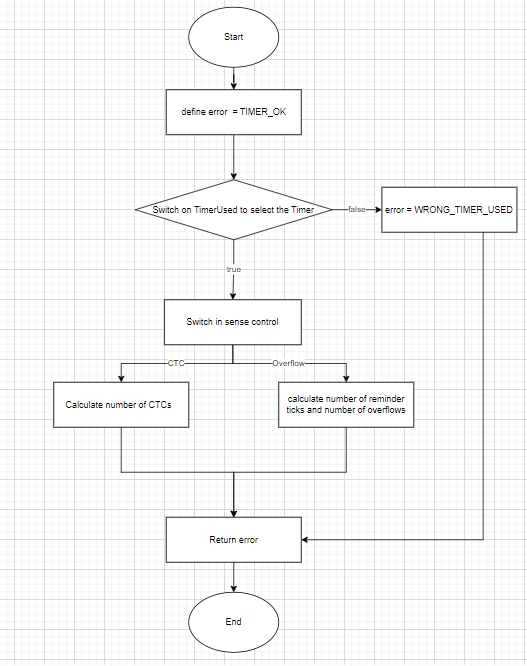 Start
define error = TIMER_OK
Switch on TimerUsed to select the Timer
false
error = WRONG_TIMER_USED
true
Switch in sense control
CTC
Overflow
Calculate number of CTCs
calculate number of reminder
ticks and number of overflows
Return error
End